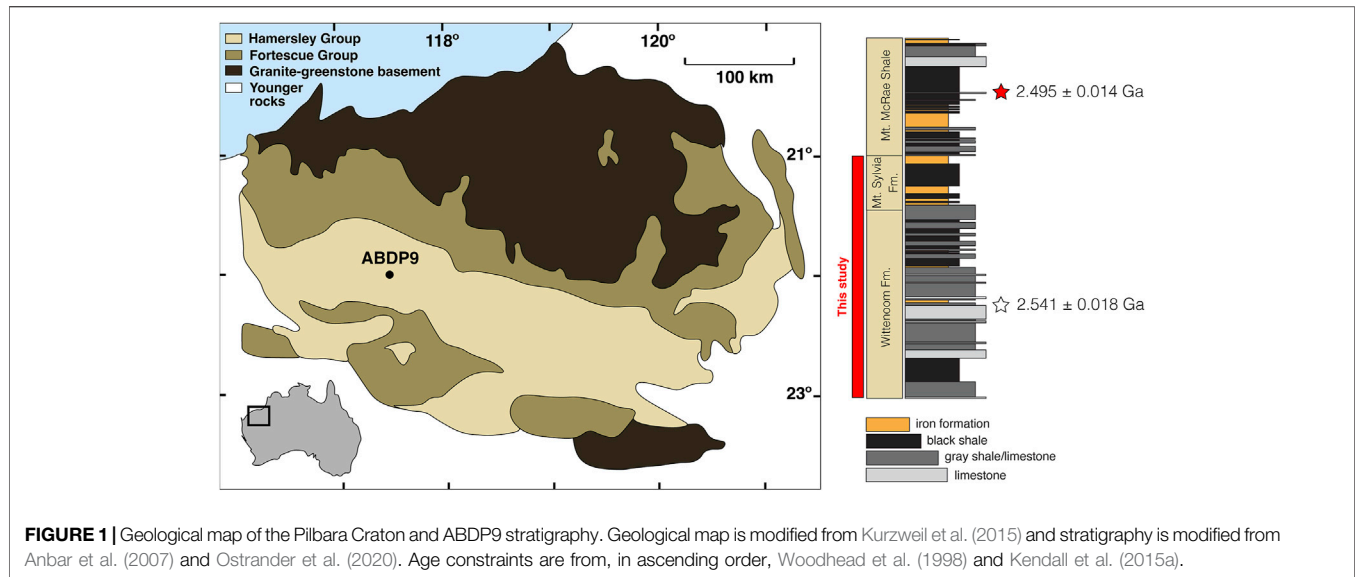 118º
120º
Hamersley Group
Fortescue Group
Granite-greenstone basement
Younger
rocks
100 km
21º
ABDP9
23º
This study
Mt. McRae Shale
Mt. Sylvia
Fm.
Wittenoom Fm.
2.495 ± 0.014 Ga
2.541 ± 0.018 Ga
iron formation
black shale
gray shale/limestone
limestone
FIGURE 1 | Geological map of the Pilbara Craton and ABDP9 stratigraphy. Geological map is modified from Kurzweil et al. (2015) and stratigraphy is modified from
Anbar et al. (2007) and Ostrander et al. (2020). Age constraints are from, in ascending order, Woodhead et al. (1998) and Kendall et al. (2015a).